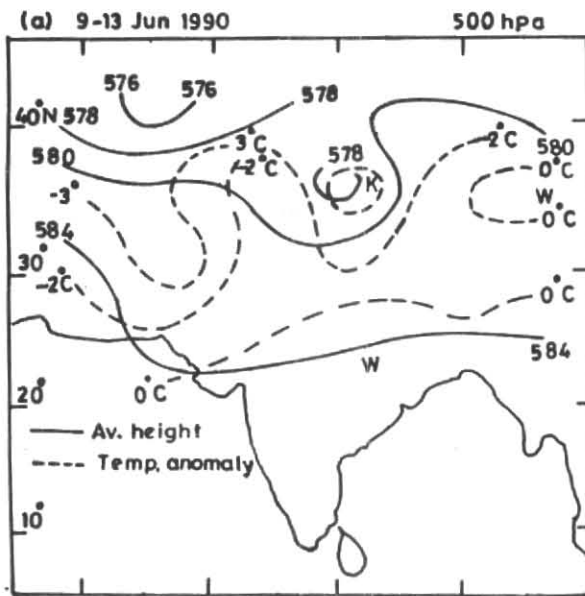 (a) 9-13 Jun 1990 500 hpa
576 576
578
40°N 578
3°C 2°C
580 -2°C 578 580
0°C
K
-3° W
0°C
584
30°
-2°C 0°C
584
W
0°C
20°
Av. height
Temp. anomaly
10°